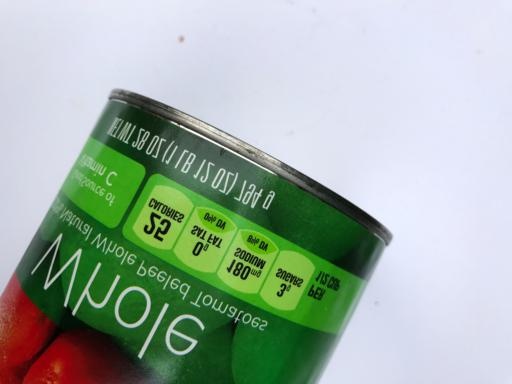 Whole
Natural Whole Peeled Tomatoes
PER
1/2 CUP
25
CALORIES
0g
SAT FAT
0% DV
180mg
SODIUM
8% DV
3g
SUGARS
Source of
Vitamin C
NET WT. 28 OZ (1 LB 12 OZ) 794 g